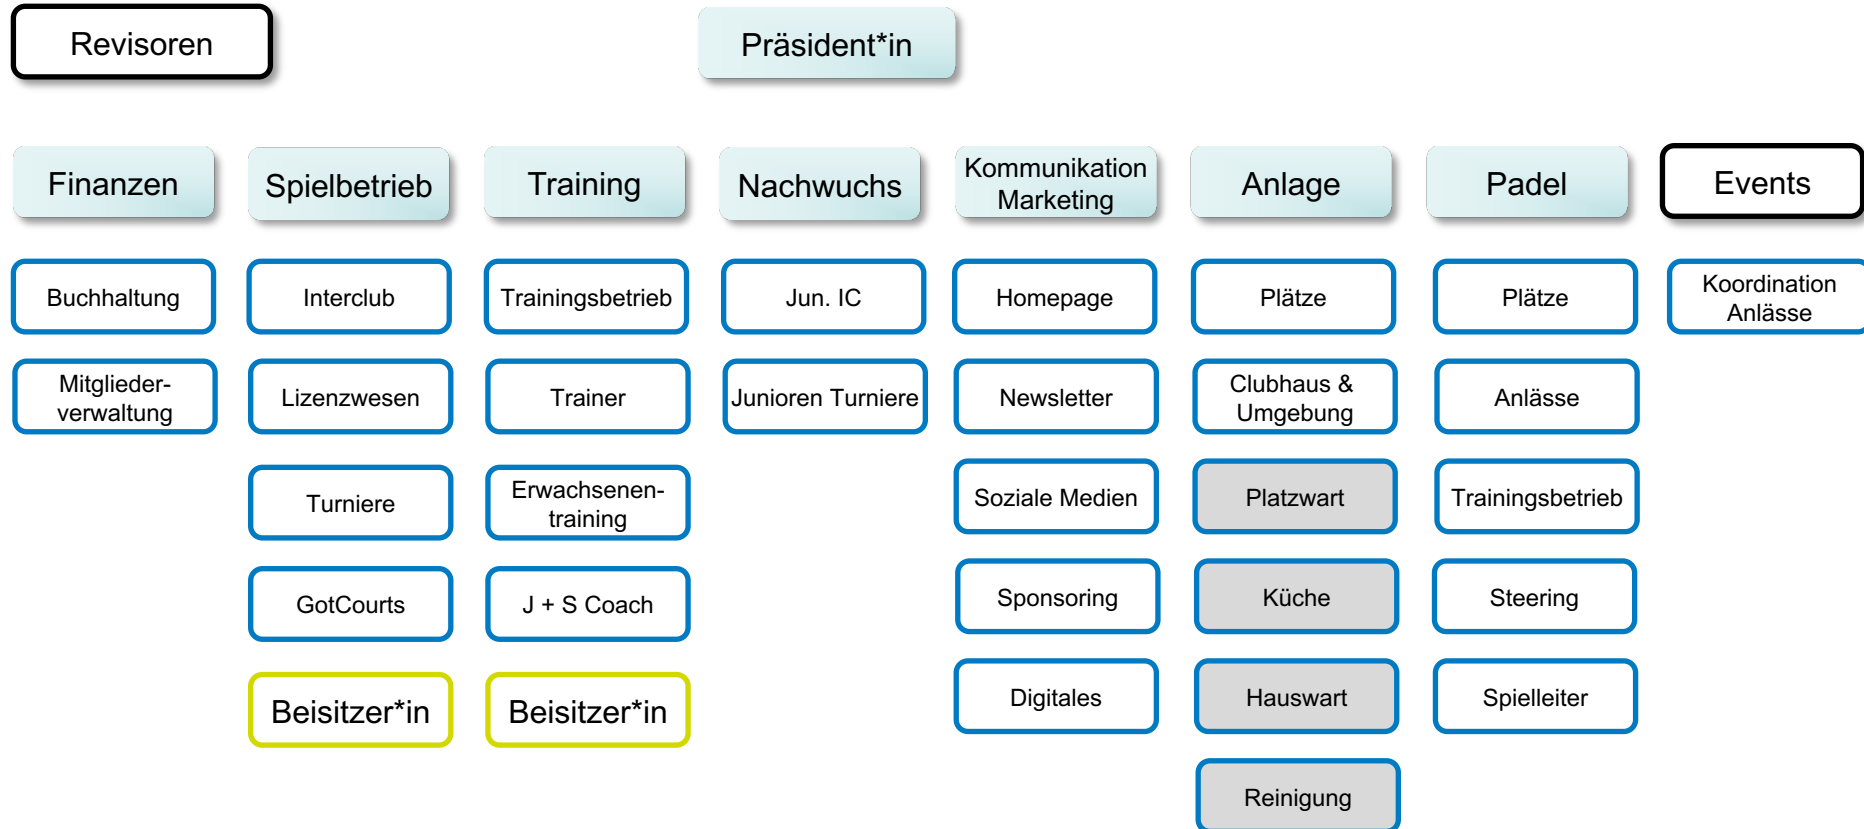 Revisoren
Präsident*in
Finanzen
Spielbetrieb
Training
Nachwuchs
Kommunikation
Marketing
Anlage
Padel
Events
Buchhaltung
Interclub
Trainingsbetrieb
Jun. IC
Homepage
Plätze
Plätze
Koordination
Anlässe
Mitglieder-
verwaltung
Lizenzwesen
Trainer
Junioren Turniere
Newsletter
Clubhaus &
Umgebung
Anlässe
Turniere
Erwachsenen-
training
Soziale Medien
Platzwart
Trainingsbetrieb
GotCourts
J + S Coach
Sponsoring
Küche
Steering
Beisitzer*in
Beisitzer*in
Digitales
Hauswart
Spielleiter
Reinigung